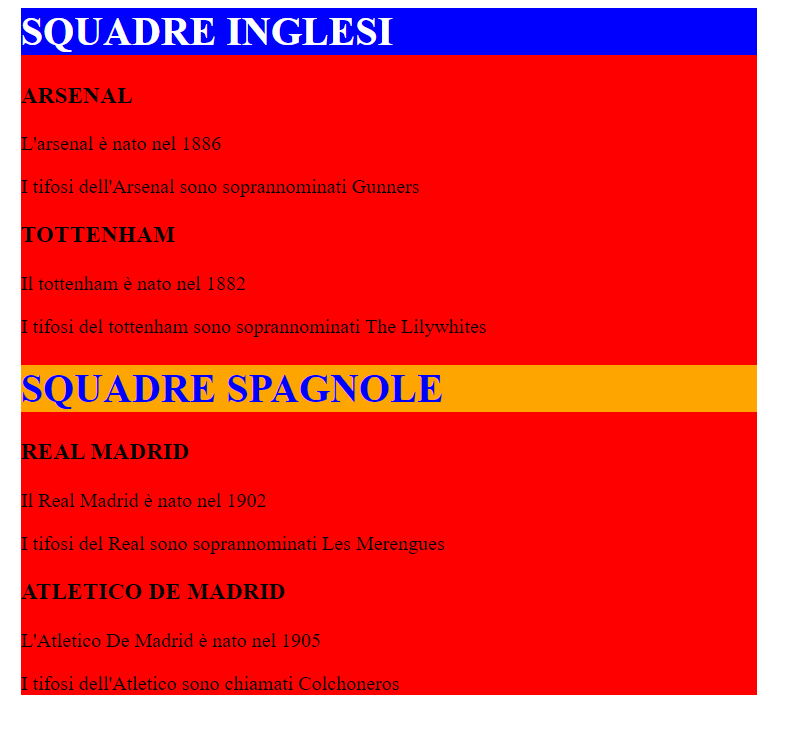 SQUADRE INGLESI
ARSENAL
L'arsenal è nato nel 1886
I tifosi dell'Arsenal sono soprannominati Gunners
TOTTENHAM
Il tottenham è nato nel 1882
I tifosi del tottenham sono soprannominati The Lilywhites
SQUADRE SPAGNOLE
REAL MADRID
Il Real Madrid è nato nel 1902
I tifosi del Real sono soprannominati Les Merengues
ATLETICO DE MADRID
L'Atletico De Madrid è nato nel 1905
I tifosi dell'Atletico sono chiamati Colchoneros